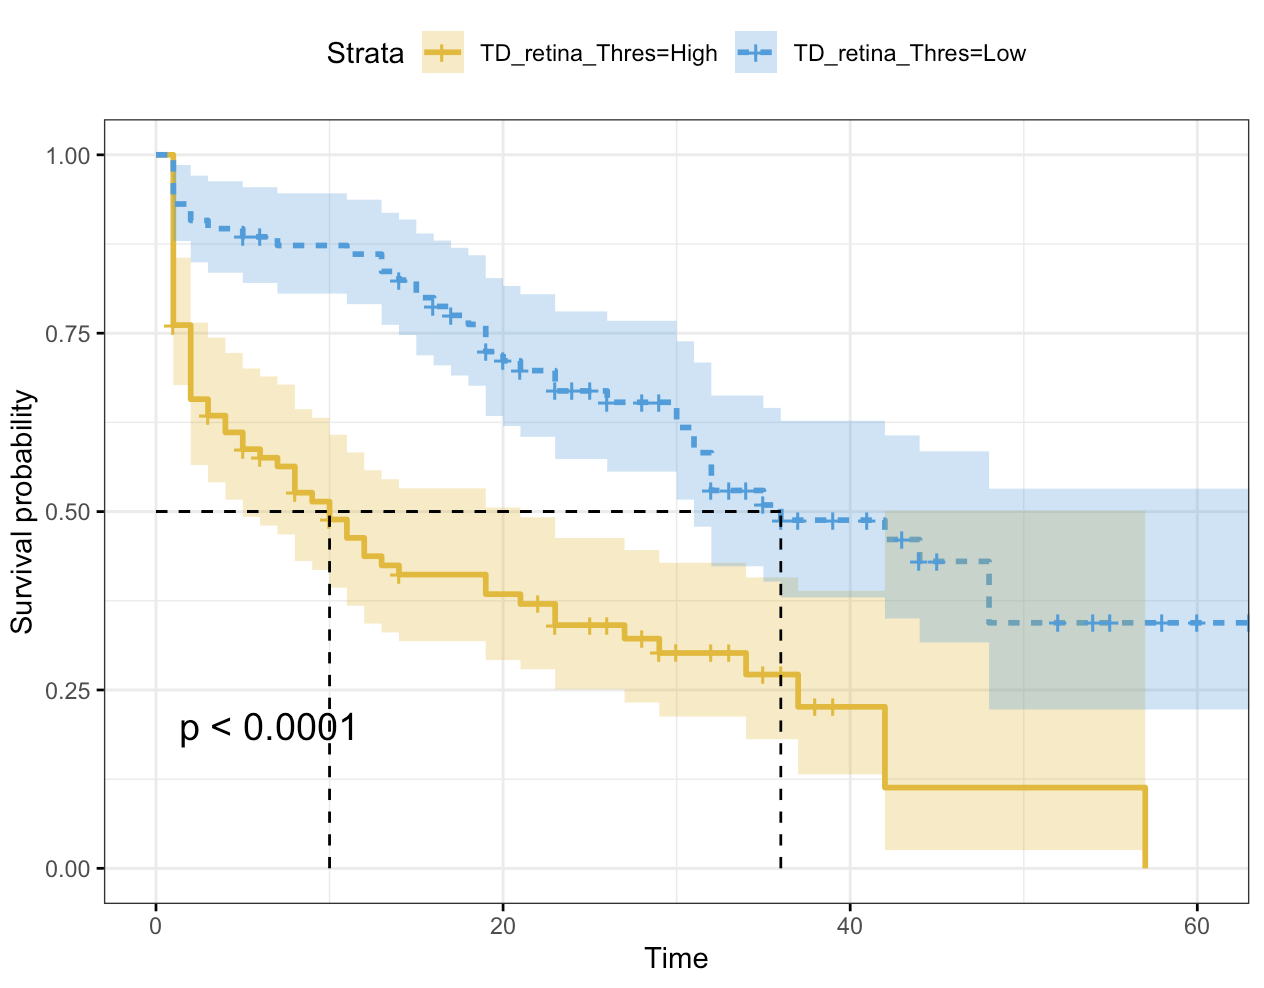 Strata TD_retina_Thres=High TD_retina_Thres=Low
Survival probability
1.00
0.75
0.50
0.25
0.00
p < 0.0001
0 20 40 60
Time